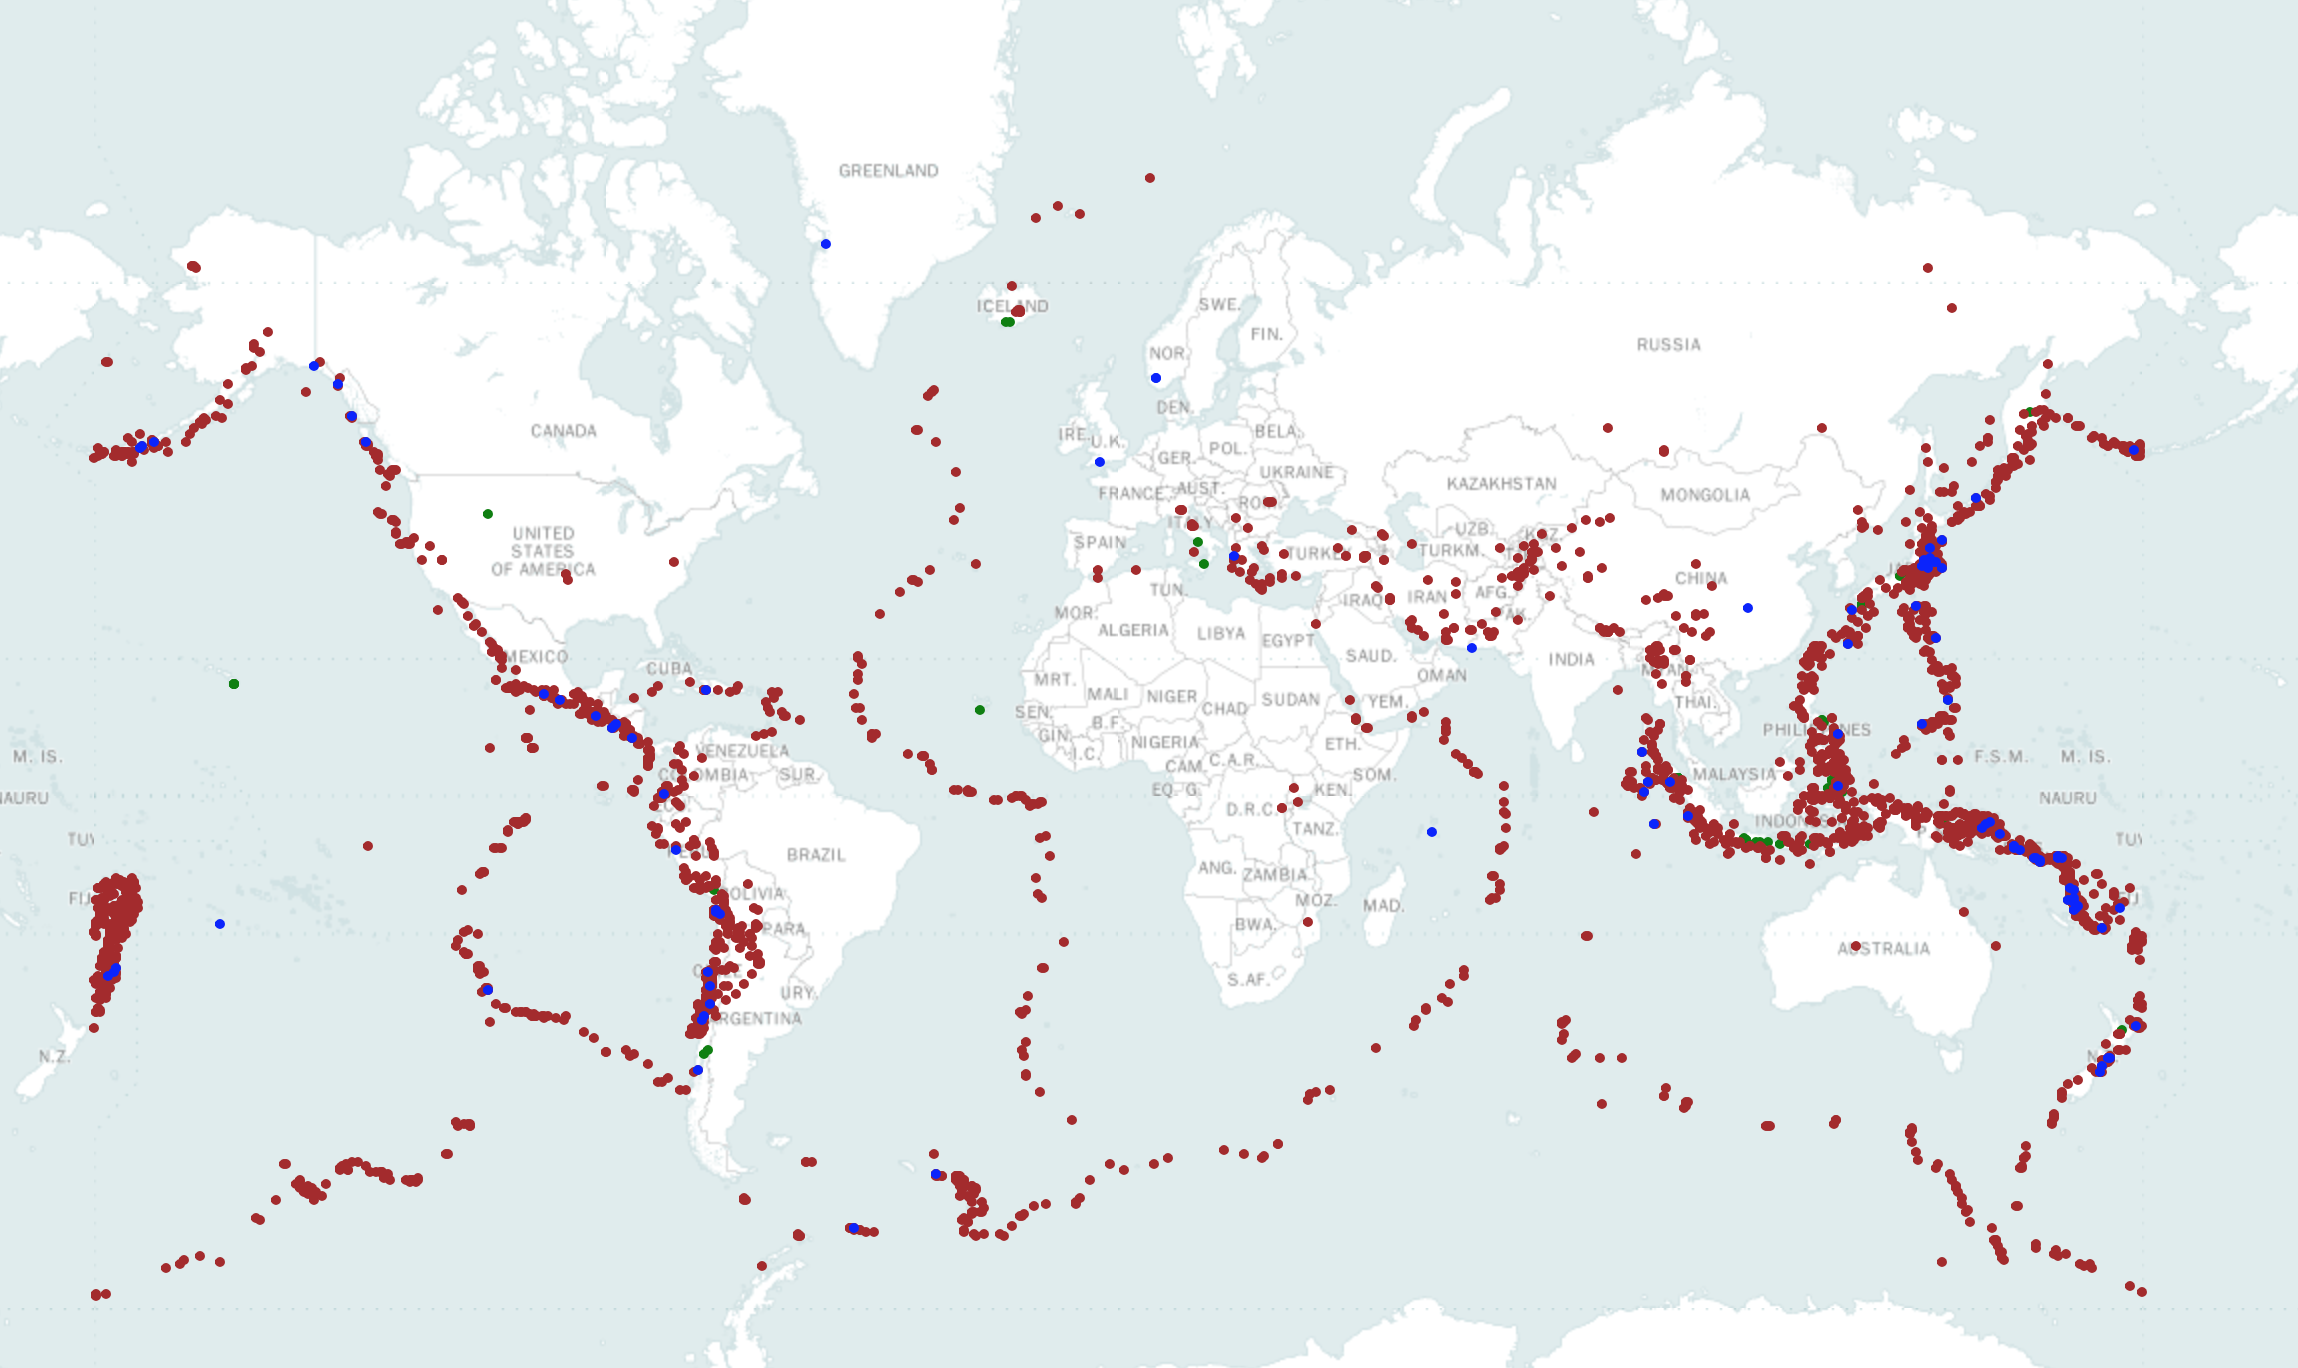 GREENLAND
ICELAND
SWE.
FIN.
NOR.
RUSSIA
DEN.
CANADA
IRE.
U.K.
BELA.
POL.
GER.
UKRAINE
KAZAKHSTAN
MONGOLIA
FRANCE
AUST.
ITALY
UNITED
STATES
OF AMERICA
SPAIN
TURKEY
UZB.
TURKM.
CHINA
TUN.
MOR.
ALGERIA
LIBYA
EGYPT
IRAQ
IRAN
AFG.
MEXICO
CUBA
SAUD.
OMAN
INDIA
MRT.
MALI
NIGER
CHAD
SUDAN
YEM.
THAI.
SEN.
GIN.
B.F.
I.C.
NIGERIA
CAM.
C.A.R.
ETH.
SOM.
PHILIPPINES
F.S.M.
M. IS.
M. IS.
VENEZUELA
COLOMBIA
SUR.
EQ. G.
D.R.C.
KEN.
MALAYSIA
NAURU
NAURU
TUV
TUV
PERU
BRAZIL
TANZ.
INDONESIA
ANG.
ZAMBIA
BOLIVIA
MOZ.
MAD.
FIJ
PARA.
BWA.
AUSTRALIA
CHILE
S.AF.
URY.
ARGENTINA
N.Z.